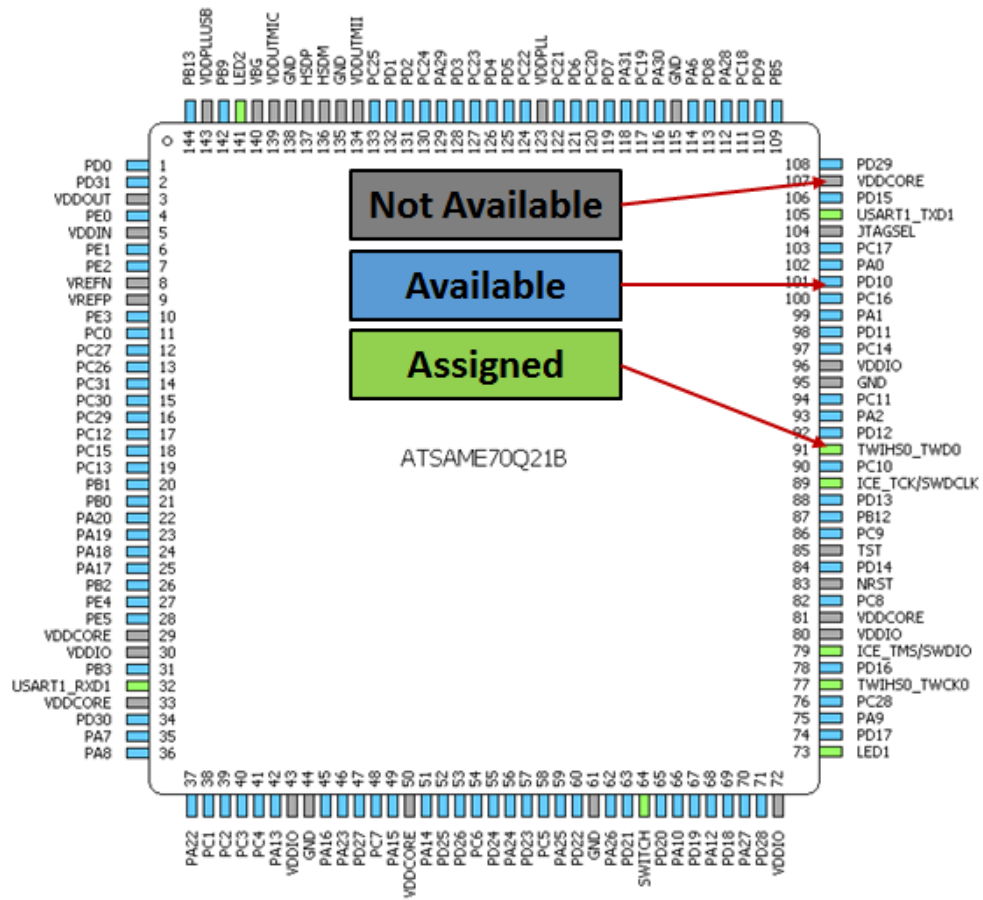 PB13 144
VDDPLLUSB 143
PB9 142
LED2 141
VBG 140
VDDUTMIC 139
GND 138
HSDP 137
HSDM 136
GND 135
VDDUTMII 134
PC25 133
PD1 132
PD2 131
PC24 130
PA29 129
PD3 128
PC23 127
PD4 126
PD5 125
PC22 124
VDDPLL 123
PC21 122
PD6 121
PC20 120
PD7 119
PA31 118
PC19 117
PA30 116
GND 115
PA6 114
PD8 113
PA28 112
PC18 111
PD9 110
PB5 109
PD0 1
PD31 2
VDDOUT 3
PE0 4
VDDIN 5
PE1 6
PE2 7
VREFN 8
VREFP 9
PE3 10
PC0 11
PC27 12
PC26 13
PC31 14
PC30 15
PC29 16
PC12 17
PC15 18
PC13 19
PB1 20
PB0 21
PA20 22
PA19 23
PA18 24
PA17 25
PB2 26
PE4 27
PE5 28
VDDCORE 29
VDDIO 30
PB3 31
USART1_RXD1 32
VDDCORE 33
PD30 34
PA7 35
PA8 36
Not Available
Available
Assigned
ATSAME70Q21B
108 PD29
107 VDDCORE
106 PD15
105 USART1_TXD1
104 JTAGSEL
103 PC17
102 PA0
101 PD10
100 PC16
99 PA1
98 PD11
97 PC14
96 VDDIO
95 GND
94 PC11
93 PA2
92 PD12
91 TWIHS0_TWD0
90 PC10
89 ICE_TCK/SWDCLK
88 PD13
87 PB12
86 PC9
85 TST
84 PD14
83 NRST
82 PC8
81 VDDCORE
80 VDDIO
79 ICE_TMS/SWDIO
78 PD16
77 TWIHS0_TWCK0
76 PC28
75 PA9
74 PD17
73 LED1
PA22 37
PC1 38
PC2 39
PC3 40
PC4 41
PA13 42
VDDIO 43
GND 44
PA16 45
PA23 46
PD27 47
PC7 48
PA15 49
VDDCORE 50
PA14 51
PD25 52
PD26 53
PC6 54
PD24 55
PA24 56
PD23 57
PC5 58
PA25 59
PD22 60
GND 61
PA26 62
PD21 63
SWITCH 64
PD20 65
PA10 66
PD19 67
PA12 68
PD18 69
PA27 70
PD28 71
VDDIO 72